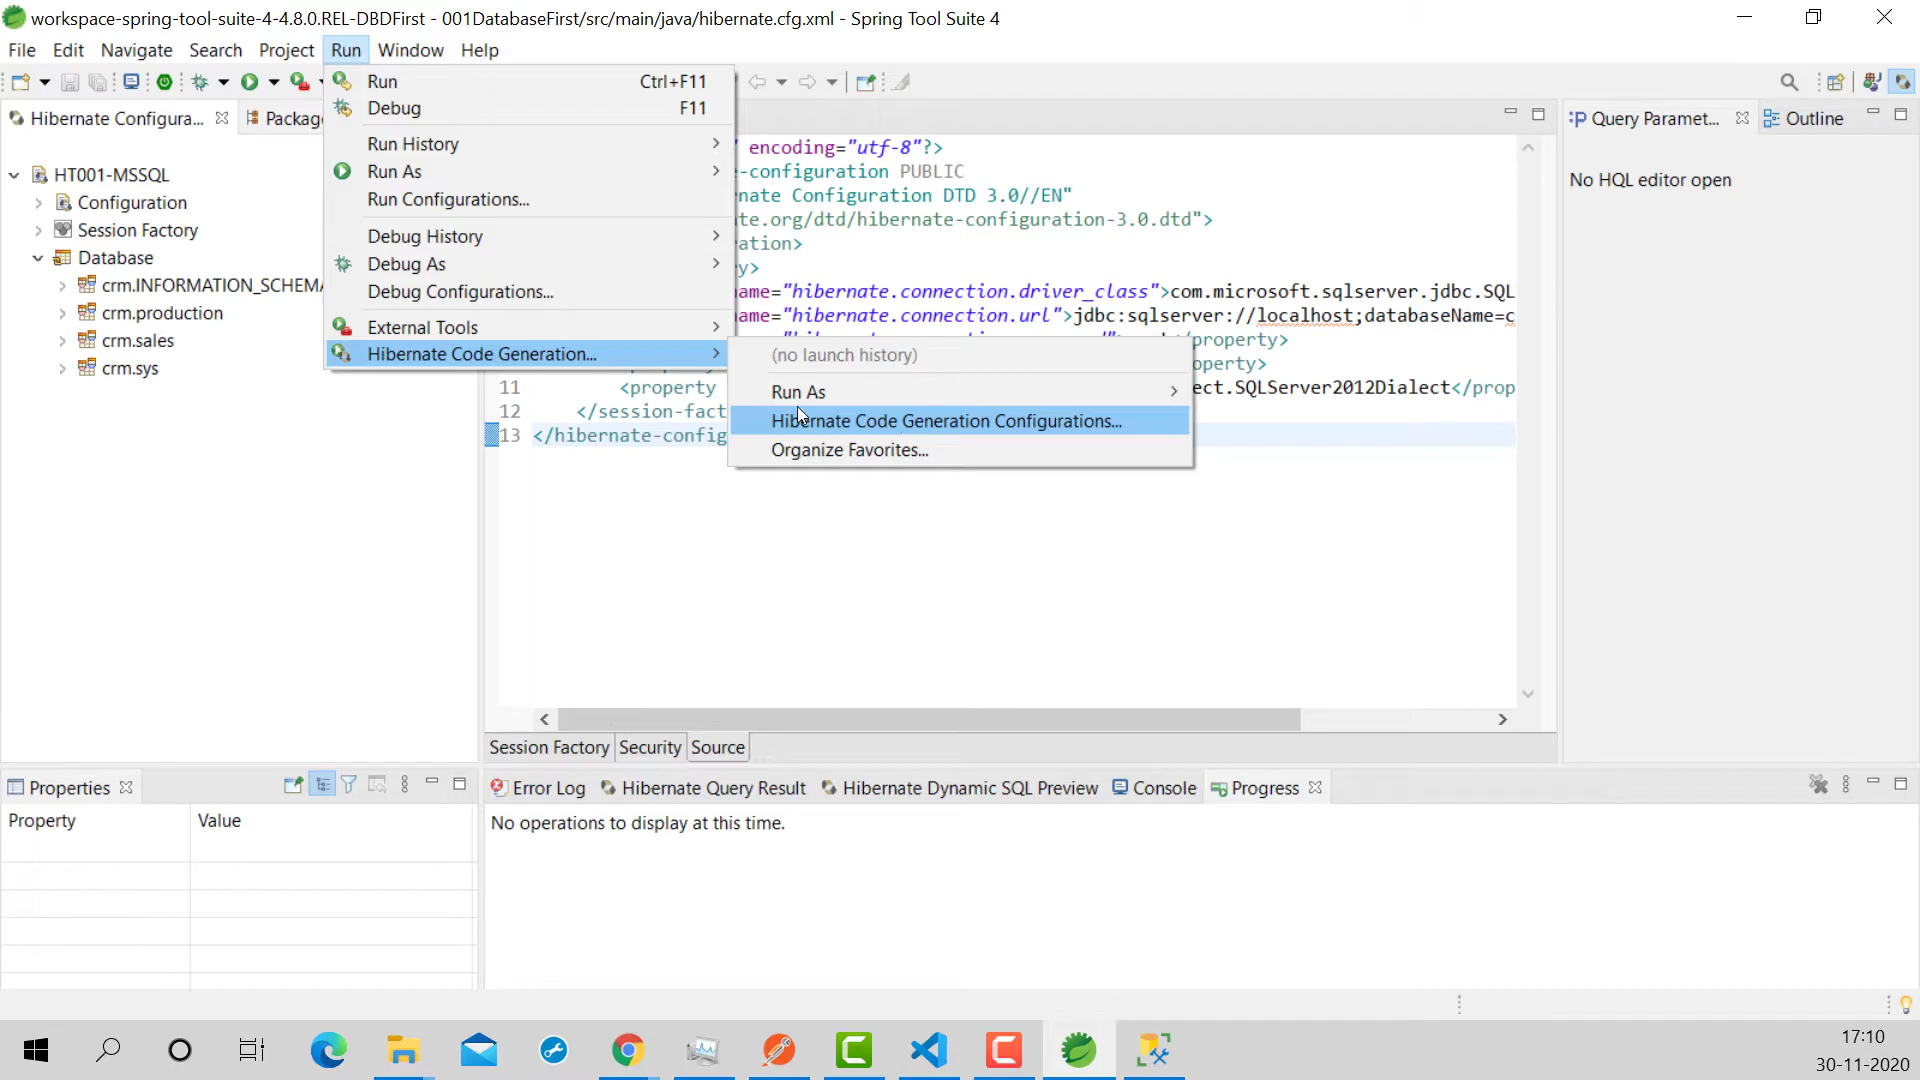 workspace-spring-tool-suite-4-4.8.0.REL-DBDFirst - 001DatabaseFirst/src/main/java/hibernate.cfg.xml - Spring Tool Suite 4
File Edit Navigate Search Project Run Window Help
Hibernate Configura... Packag
HT001-MSSQL
Configuration
Session Factory
Database
crm.INFORMATION_SCHEMA
crm.production
crm.sales
crm.sys
Run Ctrl+F11
Debug F11
Run History
Run As
Run Configurations...
Debug History
Debug As
Debug Configurations...
External Tools
Hibernate Code Generation...
(no launch history)
Run As
Hibernate Code Generation Configurations...
Organize Favorites...
" encoding="utf-8"?>
-configuration PUBLIC
nate Configuration DTD 3.0//EN"
te.org/dtd/hibernate-configuration-3.0.dtd">
ation>
y>
ame="hibernate.connection.driver_class">com.microsoft.sqlserver.jdbc.SQL
ame="hibernate.connection.url">jdbc:sqlserver://localhost;databaseName=c
/property>
operty>
11 <property ect.SQLServer2012Dialect</prop
12 </session-fact
13 </hibernate-config
Session Factory Security Source
Query Paramet... Outline
No HQL editor open
Properties
Property Value
Error Log Hibernate Query Result Hibernate Dynamic SQL Preview Console Progress
No operations to display at this time.
17:10
30-11-2020